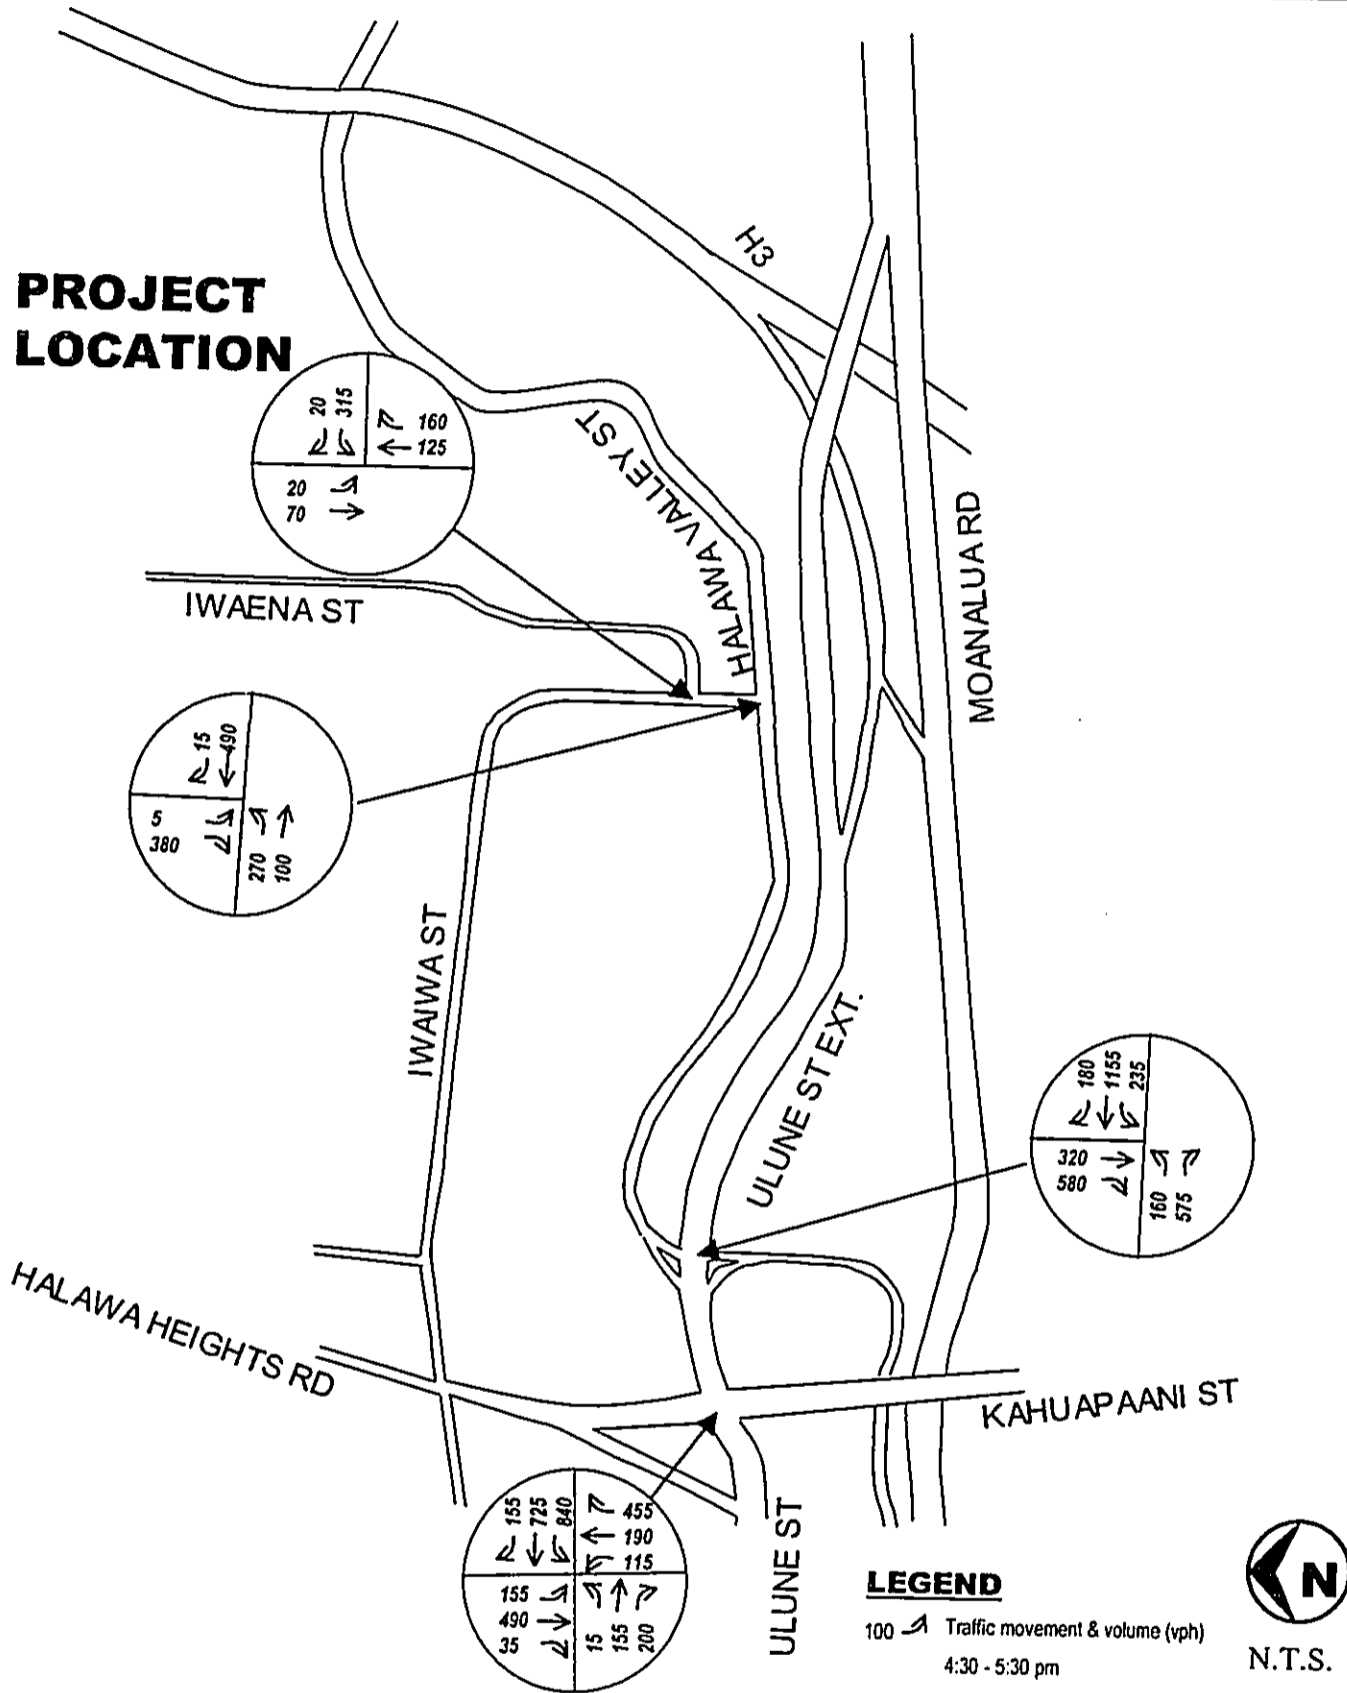 H3
PROJECT
LOCATION
20
315
160
125
20
70
HALAWA VALLEY ST
IWAENA ST
MOANALUA RD
15
490
5
380
270
100
IWAIWA ST
ULUNE ST EXT.
180
1155
235
320
580
160
575
HALAWA HEIGHTS RD
KAHUAPAANI ST
155
725
840
455
190
115
155
490
35
15
155
200
ULUNE ST
LEGEND
100 Traffic movement & volume (vph)
4:30 - 5:30 pm
N
N.T.S.